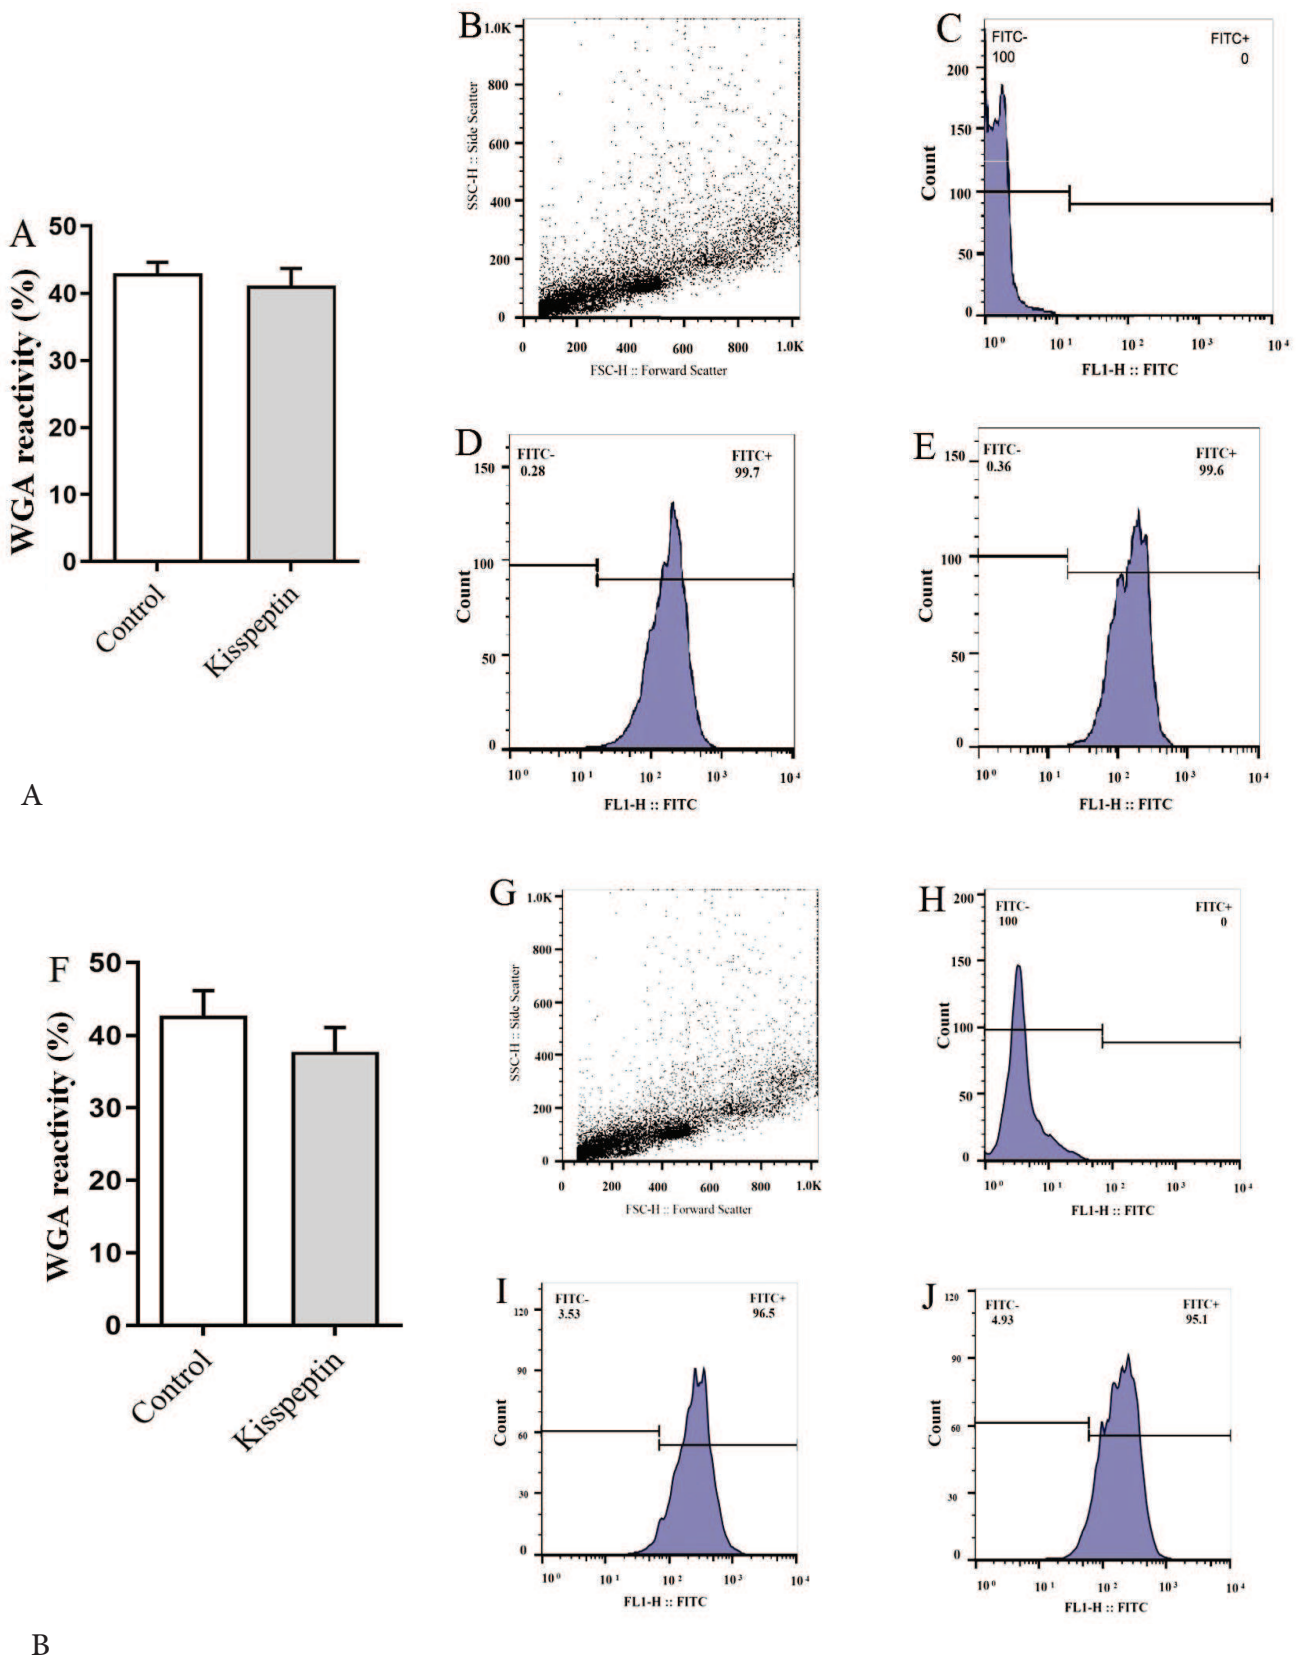 A
WGA reactivity (%)
50
40
30
20
10
0
Control
Kisspeptin
B
SSC-H :: Side Scatter
1.0K
800
600
400
200
0
0 200 400 600 800 1.0K
FSC-H :: Forward Scatter
C
FITC- FITC+
100 0
Count
200
150
100
50
0
10⁰ 10¹ 10² 10³ 10⁴
FL1-H :: FITC
D
FITC- FITC+
0.28 99.7
Count
150
100
50
0
10⁰ 10¹ 10² 10³ 10⁴
FL1-H :: FITC
E
FITC- FITC+
0.36 99.6
Count
150
100
50
0
10⁰ 10¹ 10² 10³ 10⁴
FL1-H :: FITC
A
F
WGA reactivity (%)
50
40
30
20
10
0
Control
Kisspeptin
G
SSC-H :: Side Scatter
1.0K
800
600
400
200
0
0 200 400 600 800 1.0K
FSC-H :: Forward Scatter
H
FITC- FITC+
100 0
Count
200
150
100
50
0
10⁰ 10¹ 10² 10³ 10⁴
FL1-H :: FITC
I
FITC- FITC+
3.53 96.5
Count
120
90
60
30
0
10⁰ 10¹ 10² 10³ 10⁴
FL1-H :: FITC
J
FITC- FITC+
4.93 95.1
Count
120
90
60
30
0
10⁰ 10¹ 10² 10³ 10⁴
FL1-H :: FITC
B